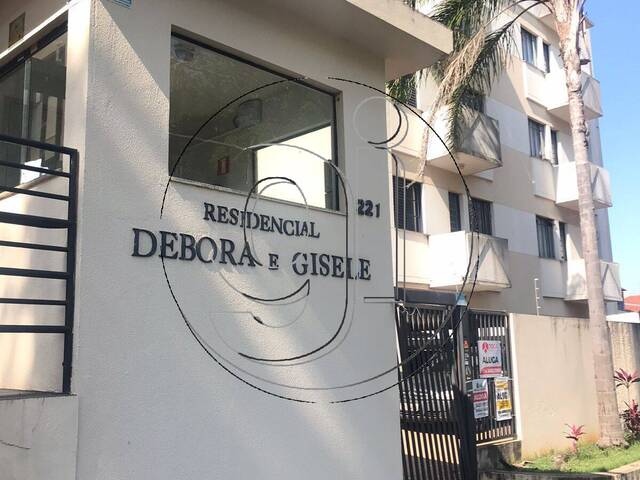 221
RESIDENCIAL
DEBORA E GISELE
ALUGA